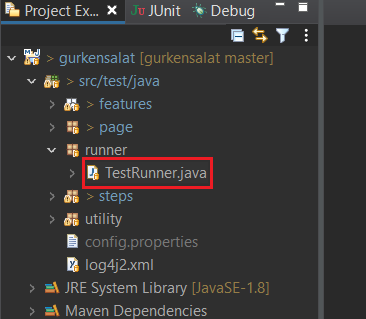 Project Ex... JUnit Debug
> gurkensalat [gurkensalat master]
> src/test/java
> features
> page
runner
TestRunner.java
> steps
utility
config.properties
log4j2.xml
JRE System Library [JavaSE-1.8]
Maven Dependencies